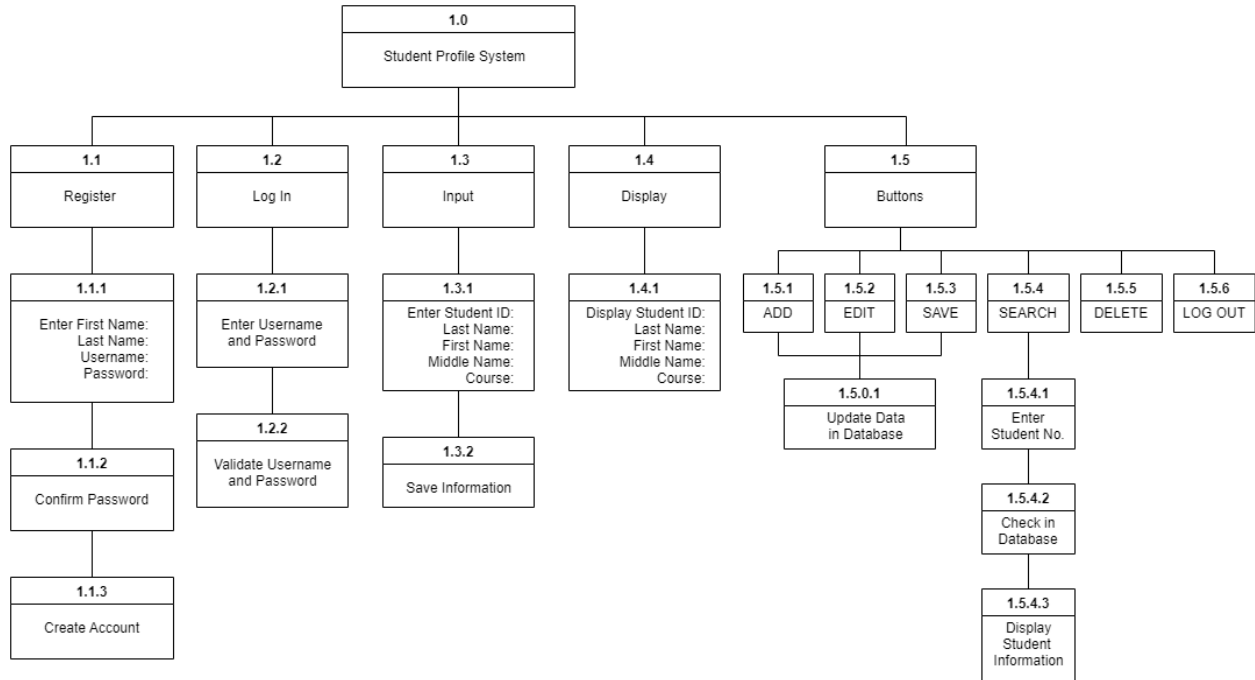 1.0
Student Profile System
1.1
Register
1.2
Log In
1.3
Input
1.4
Display
1.5
Buttons
1.1.1
Enter First Name:
Last Name:
Username:
Password:
1.2.1
Enter Username
and Password
1.3.1
Enter Student ID:
Last Name:
First Name:
Middle Name:
Course:
1.4.1
Display Student ID:
Last Name:
First Name:
Middle Name:
Course:
1.5.1
ADD
1.5.2
EDIT
1.5.3
SAVE
1.5.4
SEARCH
1.5.5
DELETE
1.5.6
LOG OUT
1.5.0.1
Update Data
in Database
1.5.4.1
Enter
Student No.
1.2.2
Validate Username
and Password
1.3.2
Save Information
1.1.2
Confirm Password
1.5.4.2
Check in
Database
1.1.3
Create Account
1.5.4.3
Display
Student
Information